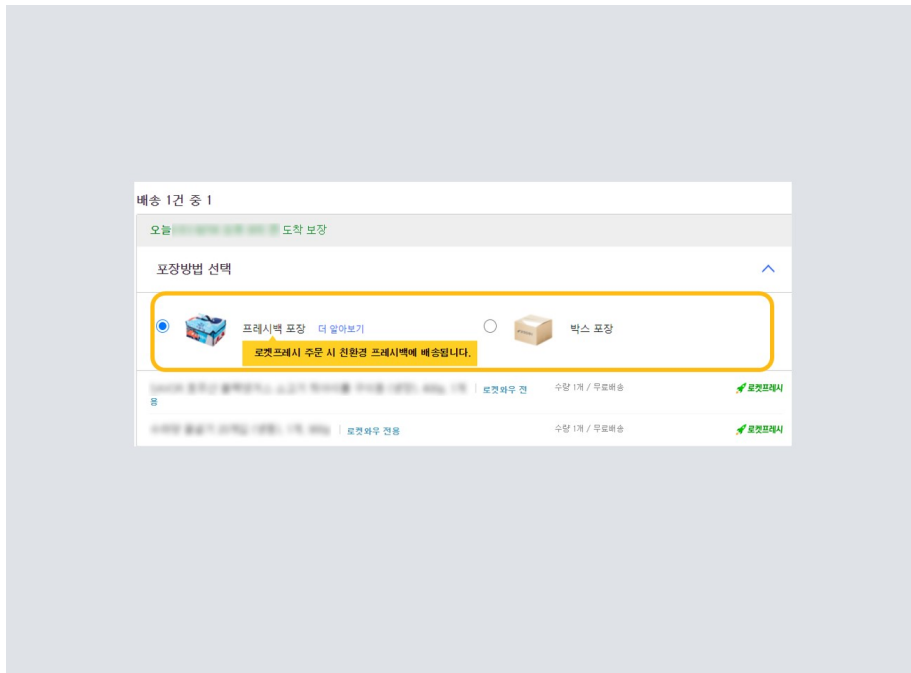 배송 1건 중 1
오늘 도착 보장
포장방법 선택
프레시백 포장 더 알아보기 박스 포장
로켓프레시 주문 시 친환경 프레시백에 배송됩니다.
로켓와우 전 수량 1개 / 무료배송 로켓프레시
용
로켓와우 전용 수량 1개 / 무료배송 로켓프레시